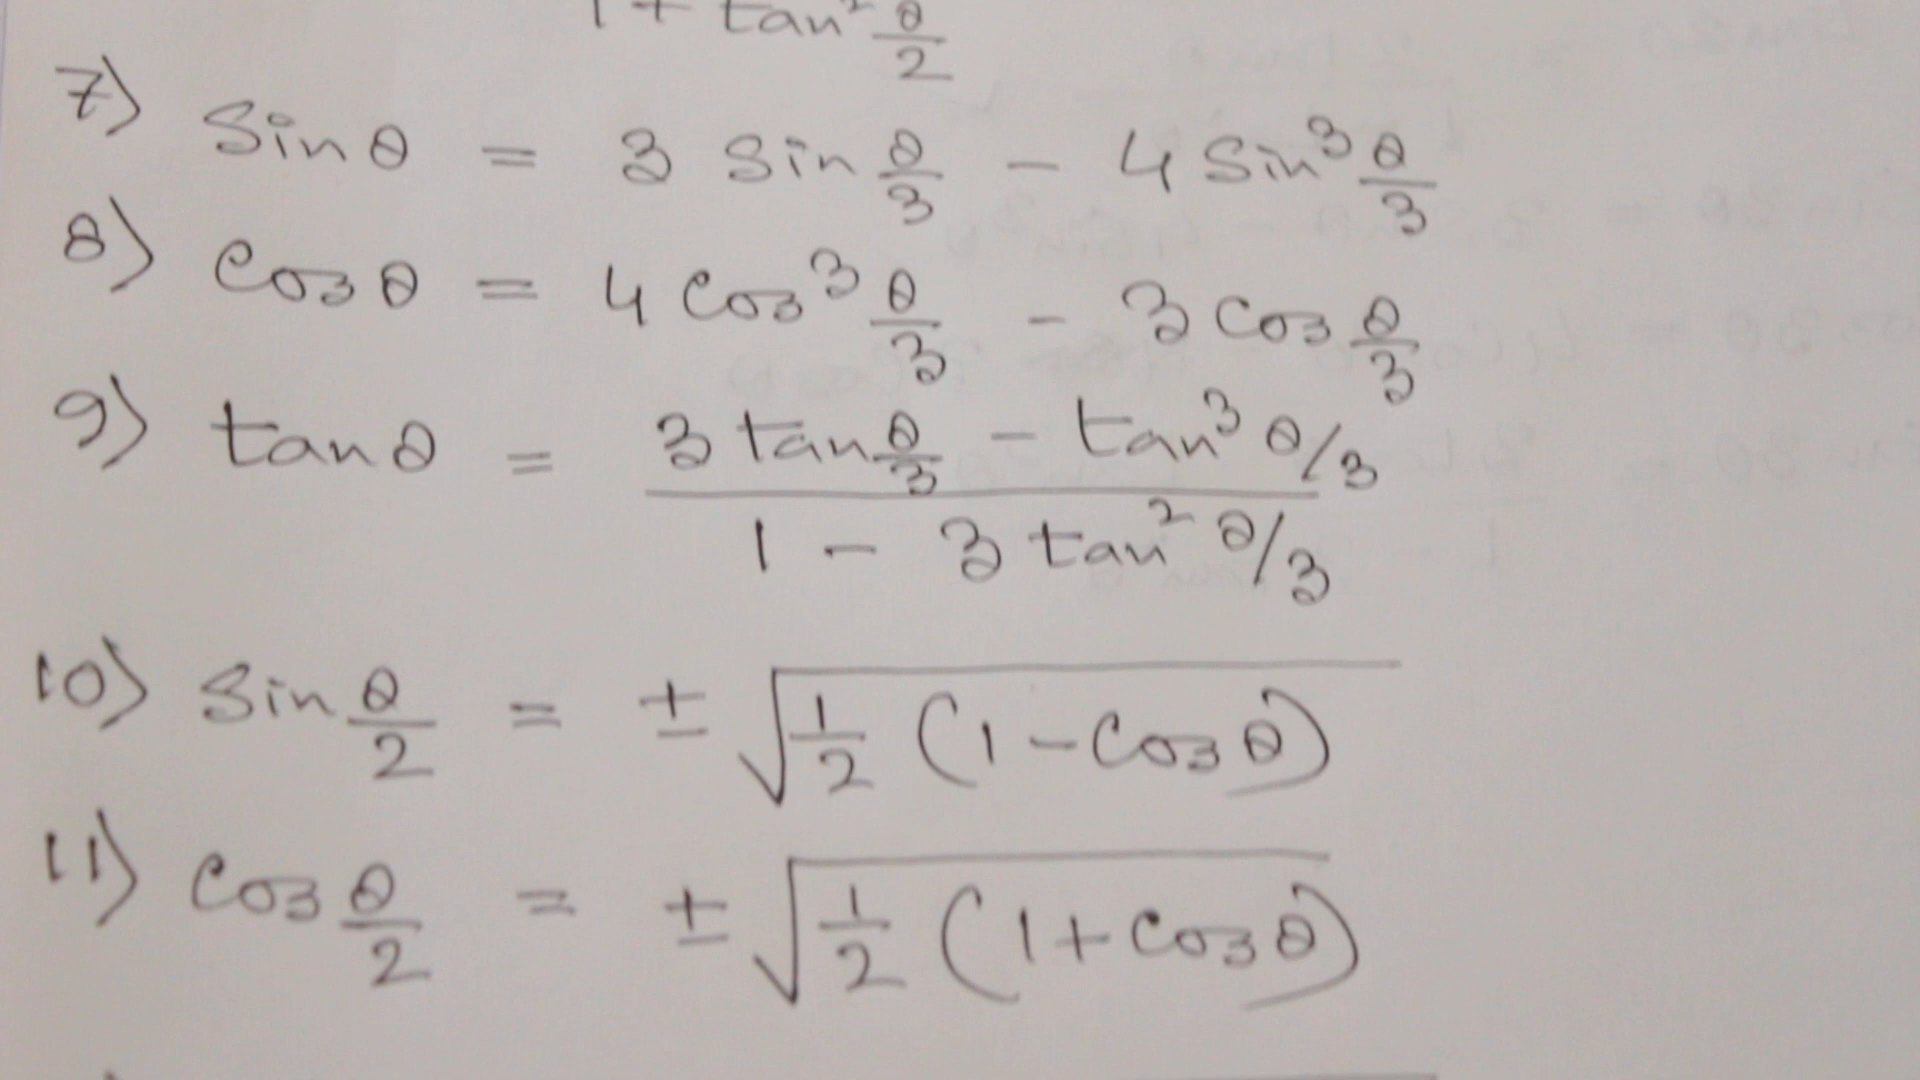 1 + tan² θ/2
7) Sin θ = 3 Sin θ/3 - 4 Sin³ θ/3
8) Cos θ = 4 Cos³ θ/3 - 3 Cos θ/3
9) tan θ = 3 tan θ/3 - tan³ θ/3
1 - 3 tan² θ/3
10) Sin θ/2 = ± √(1/2 (1 - Cos θ))
11) Cos θ/2 = ± √(1/2 (1 + Cos θ))